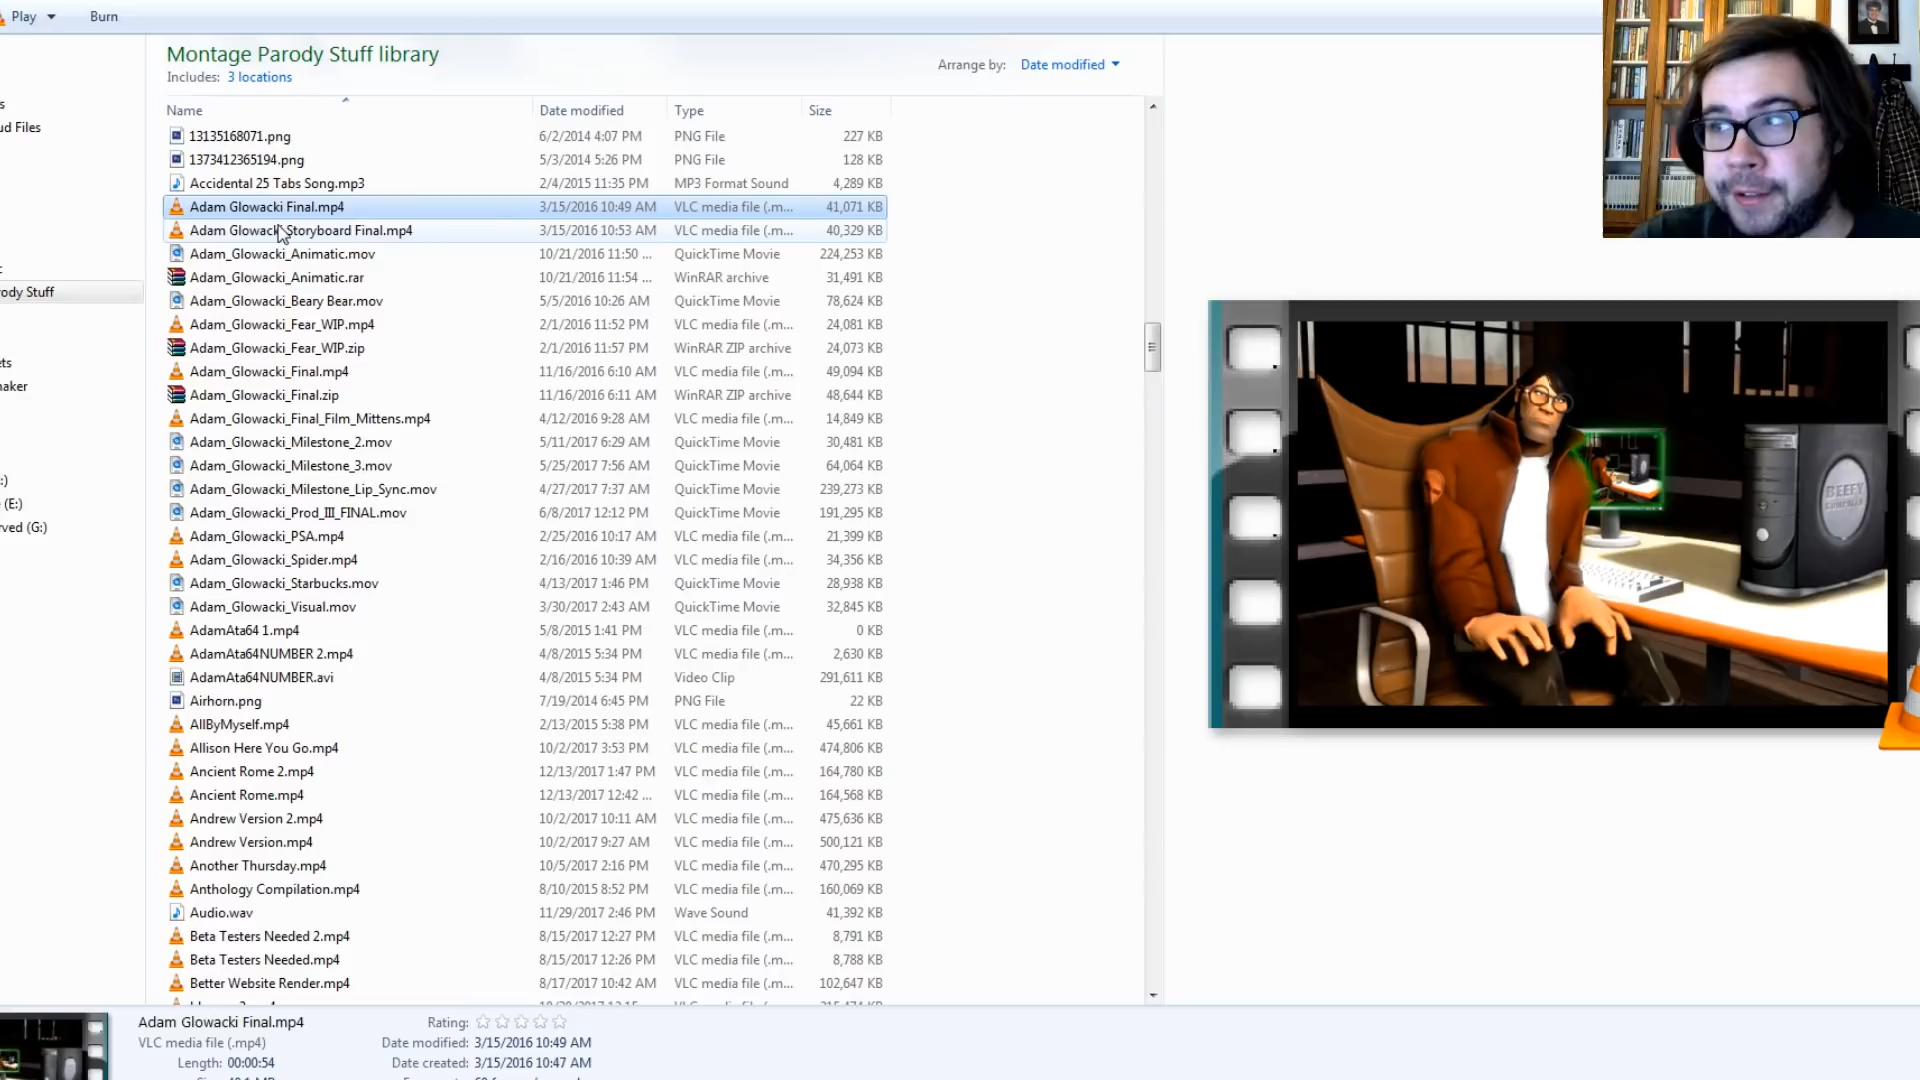 Play Burn
Montage Parody Stuff library
Includes: 3 locations
Arrange by: Date modified
Name Date modified Type Size
s
ud Files
c
ody Stuff
ets
naker
:)
(E:)
ved (G:)
13135168071.png 6/2/2014 4:07 PM PNG File 227 KB
1373412365194.png 5/3/2014 5:26 PM PNG File 128 KB
Accidental 25 Tabs Song.mp3 2/4/2015 11:35 PM MP3 Format Sound 4,289 KB
Adam Glowacki Final.mp4 3/15/2016 10:49 AM VLC media file (.m... 41,071 KB
Adam Glowacki Storyboard Final.mp4 3/15/2016 10:53 AM VLC media file (.m... 40,329 KB
Adam_Glowacki_Animatic.mov 10/21/2016 11:50 ... QuickTime Movie 224,253 KB
Adam_Glowacki_Animatic.rar 10/21/2016 11:54 ... WinRAR archive 31,491 KB
Adam_Glowacki_Beary Bear.mov 5/5/2016 10:26 AM QuickTime Movie 78,624 KB
Adam_Glowacki_Fear_WIP.mp4 2/1/2016 11:52 PM VLC media file (.m... 24,081 KB
Adam_Glowacki_Fear_WIP.zip 2/1/2016 11:57 PM WinRAR ZIP archive 24,073 KB
Adam_Glowacki_Final.mp4 11/16/2016 6:10 AM VLC media file (.m... 49,094 KB
Adam_Glowacki_Final.zip 11/16/2016 6:11 AM WinRAR ZIP archive 48,644 KB
Adam_Glowacki_Final_Film_Mittens.mp4 4/12/2016 9:28 AM VLC media file (.m... 14,849 KB
Adam_Glowacki_Milestone_2.mov 5/11/2017 6:29 AM QuickTime Movie 30,481 KB
Adam_Glowacki_Milestone_3.mov 5/25/2017 7:56 AM QuickTime Movie 64,064 KB
Adam_Glowacki_Milestone_Lip_Sync.mov 4/27/2017 7:37 AM QuickTime Movie 239,273 KB
Adam_Glowacki_Prod_III_FINAL.mov 6/8/2017 12:12 PM QuickTime Movie 191,295 KB
Adam_Glowacki_PSA.mp4 2/25/2016 10:17 AM VLC media file (.m... 21,399 KB
Adam_Glowacki_Spider.mp4 2/16/2016 10:39 AM VLC media file (.m... 34,356 KB
Adam_Glowacki_Starbucks.mov 4/13/2017 1:46 PM QuickTime Movie 28,938 KB
Adam_Glowacki_Visual.mov 3/30/2017 2:43 AM QuickTime Movie 32,845 KB
AdamAta64 1.mp4 5/8/2015 1:41 PM VLC media file (.m... 0 KB
AdamAta64NUMBER 2.mp4 4/8/2015 5:34 PM VLC media file (.m... 2,630 KB
AdamAta64NUMBER.avi 4/8/2015 5:34 PM Video Clip 291,611 KB
Airhorn.png 7/19/2014 6:45 PM PNG File 22 KB
AllByMyself.mp4 2/13/2015 5:38 PM VLC media file (.m... 45,661 KB
Allison Here You Go.mp4 10/2/2017 3:53 PM VLC media file (.m... 474,806 KB
Ancient Rome 2.mp4 12/13/2017 1:47 PM VLC media file (.m... 164,780 KB
Ancient Rome.mp4 12/13/2017 12:42 ... VLC media file (.m... 164,568 KB
Andrew Version 2.mp4 10/2/2017 10:11 AM VLC media file (.m... 475,636 KB
Andrew Version.mp4 10/2/2017 9:27 AM VLC media file (.m... 500,121 KB
Another Thursday.mp4 10/5/2017 2:16 PM VLC media file (.m... 470,295 KB
Anthology Compilation.mp4 8/10/2015 8:52 PM VLC media file (.m... 160,069 KB
Audio.wav 11/29/2017 2:46 PM Wave Sound 41,392 KB
Beta Testers Needed 2.mp4 8/15/2017 12:27 PM VLC media file (.m... 8,791 KB
Beta Testers Needed.mp4 8/15/2017 12:26 PM VLC media file (.m... 8,788 KB
Better Website Render.mp4 8/17/2017 10:42 AM VLC media file (.m... 102,647 KB
BEEFY
COMPUTER
Adam Glowacki Final.mp4 Rating:
VLC media file (.mp4) Date modified: 3/15/2016 10:49 AM
Length: 00:00:54 Date created: 3/15/2016 10:47 AM